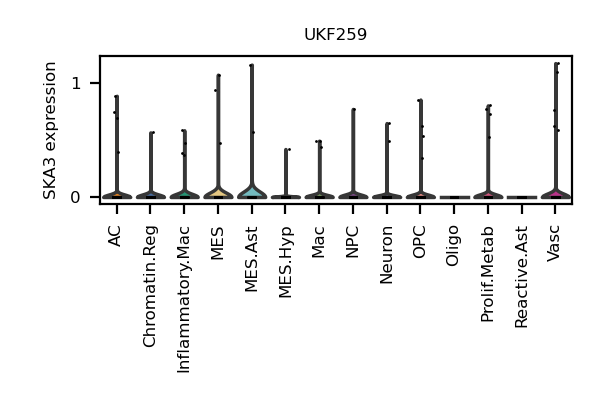 UKF259
SKA3 expression
1
0
AC
Chromatin.Reg
Inflammatory.Mac
MES
MES.Ast
MES.Hyp
Mac
NPC
Neuron
OPC
Oligo
Prolif.Metab
Reactive.Ast
Vasc